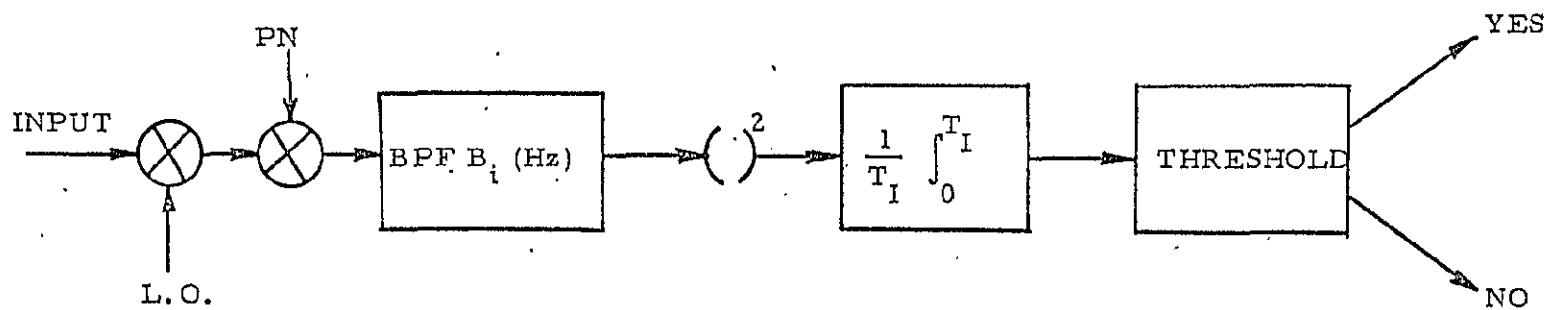 YES
PN
INPUT
BPF B_i (Hz)
( )^2
1/T_I ∫_0^T_I
THRESHOLD
L.O.
NO